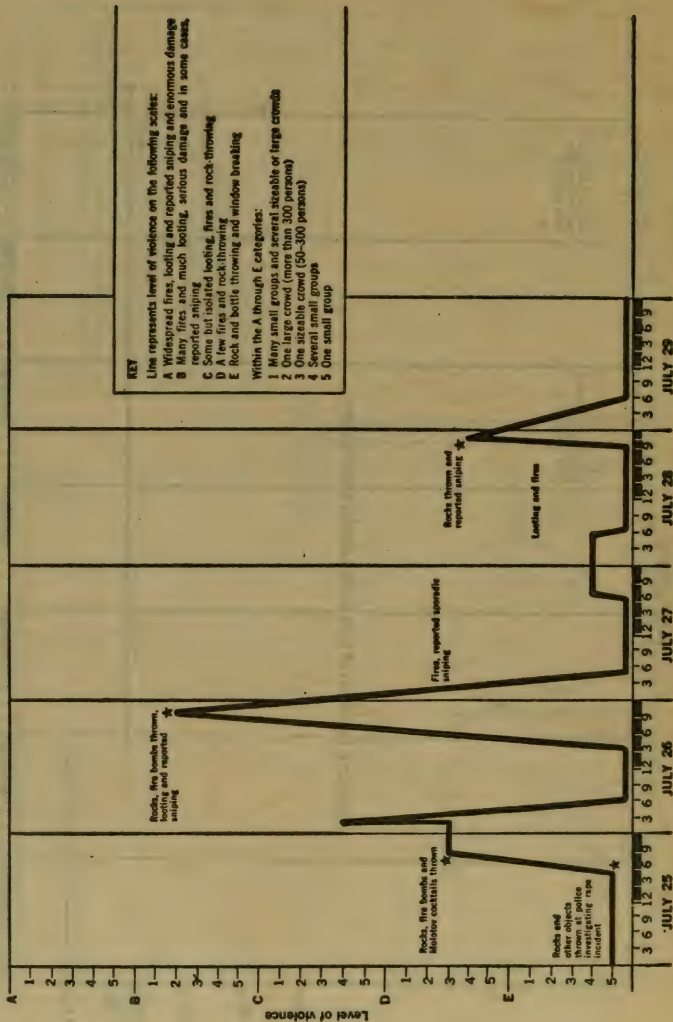 KEY
Line represents level of violence on the following scales:
A Widespread fires, looting and reported sniping and enormous damage
B Many fires and much looting, serious damage and in some cases,
reported sniping
C Some but isolated looting, fires and rock-throwing
D A few fires and rock-throwing
E Rock and bottle throwing and window breaking
Within the A through E categories:
1 Many small groups and several sizeable or large crowds
2 One large crowd (more than 300 persons)
3 One sizeable crowd (50–300 persons)
4 Several small groups
5 One small group
Level of violence
A
1
2
3
4
5
B
1
2
3
4
5
C
1
2
3
4
5
D
1
2
3
4
5
E
1
2
3
4
5
Rocks and
other objects
thrown at police
investigating rape
incident
Rocks, fire bombs and
Molotov cocktails thrown
Rocks, fire bombs thrown,
looting and reported
sniping
Fires, reported sporadic
sniping
Looting and fires
Rocks thrown and
reported sniping
3 6 9 12 3 6 9
3 6 9 12 3 6 9
3 6 9 12 3 6 9
3 6 9 12 3 6 9
3 6 9 12 3 6 9
JULY 25
JULY 26
JULY 27
JULY 28
JULY 29